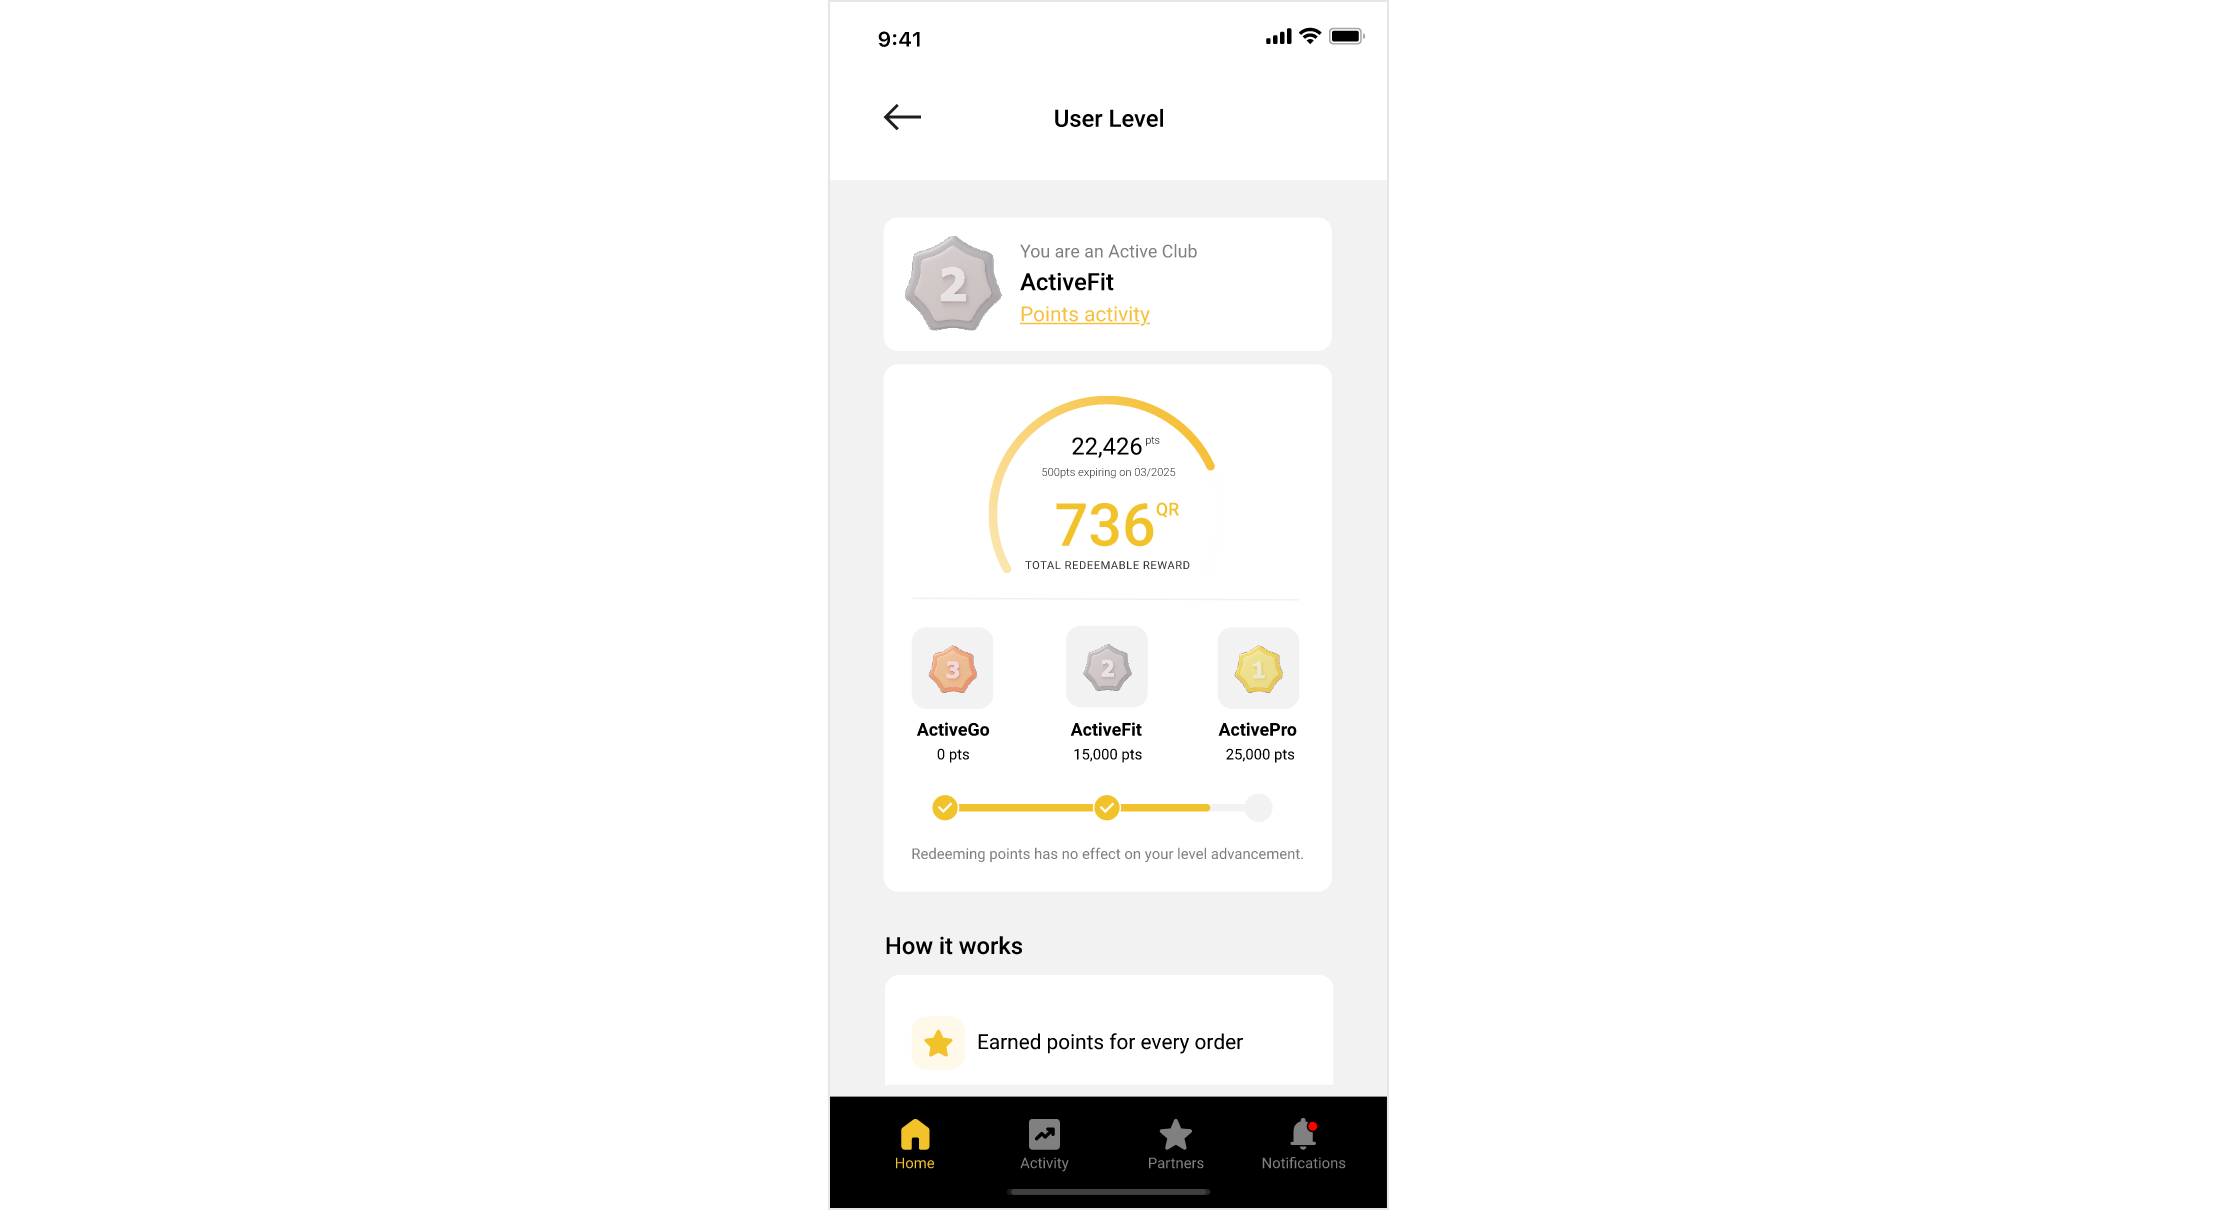 9:41
User Level
2
You are an Active Club
ActiveFit
Points activity
22,426 pts
500pts expiring on 03/2025
736 QR
TOTAL REDEEMABLE REWARD
3 2 1
ActiveGo ActiveFit ActivePro
0 pts 15,000 pts 25,000 pts
Redeeming points has no effect on your level advancement.
How it works
Earned points for every order
Home Activity Partners Notifications